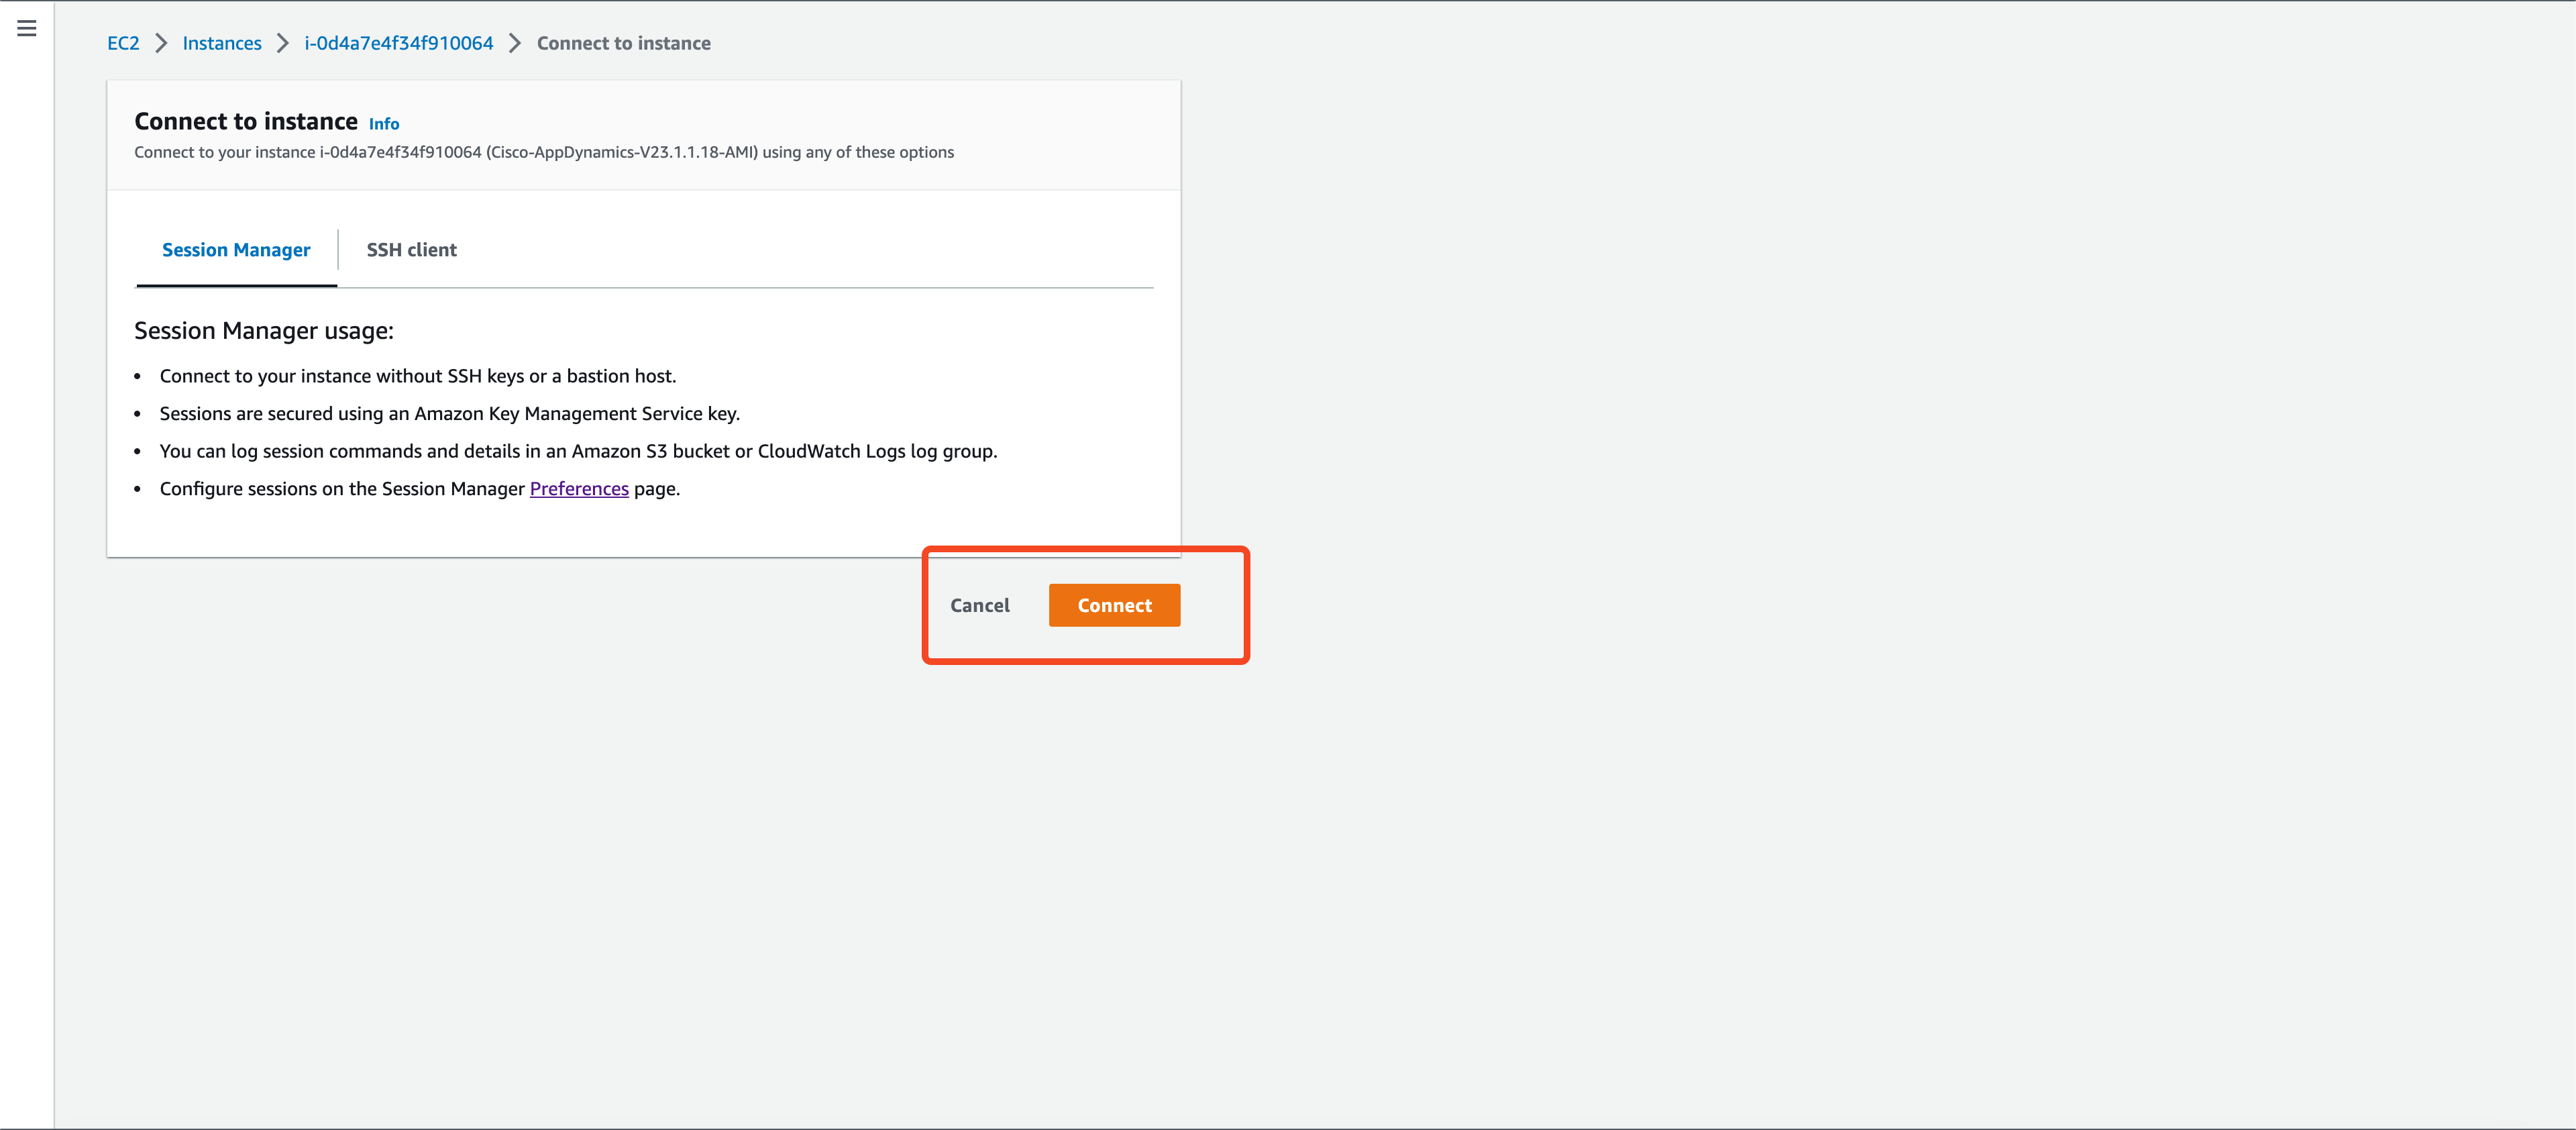 EC2 Instances i-0d4a7e4f34f910064 Connect to instance
Connect to instance Info
Connect to your instance i-0d4a7e4f34f910064 (Cisco-AppDynamics-V23.1.1.18-AMI) using any of these options
Session Manager SSH client
Session Manager usage:
• Connect to your instance without SSH keys or a bastion host.
• Sessions are secured using an Amazon Key Management Service key.
• You can log session commands and details in an Amazon S3 bucket or CloudWatch Logs log group.
• Configure sessions on the Session Manager Preferences page.
Cancel Connect